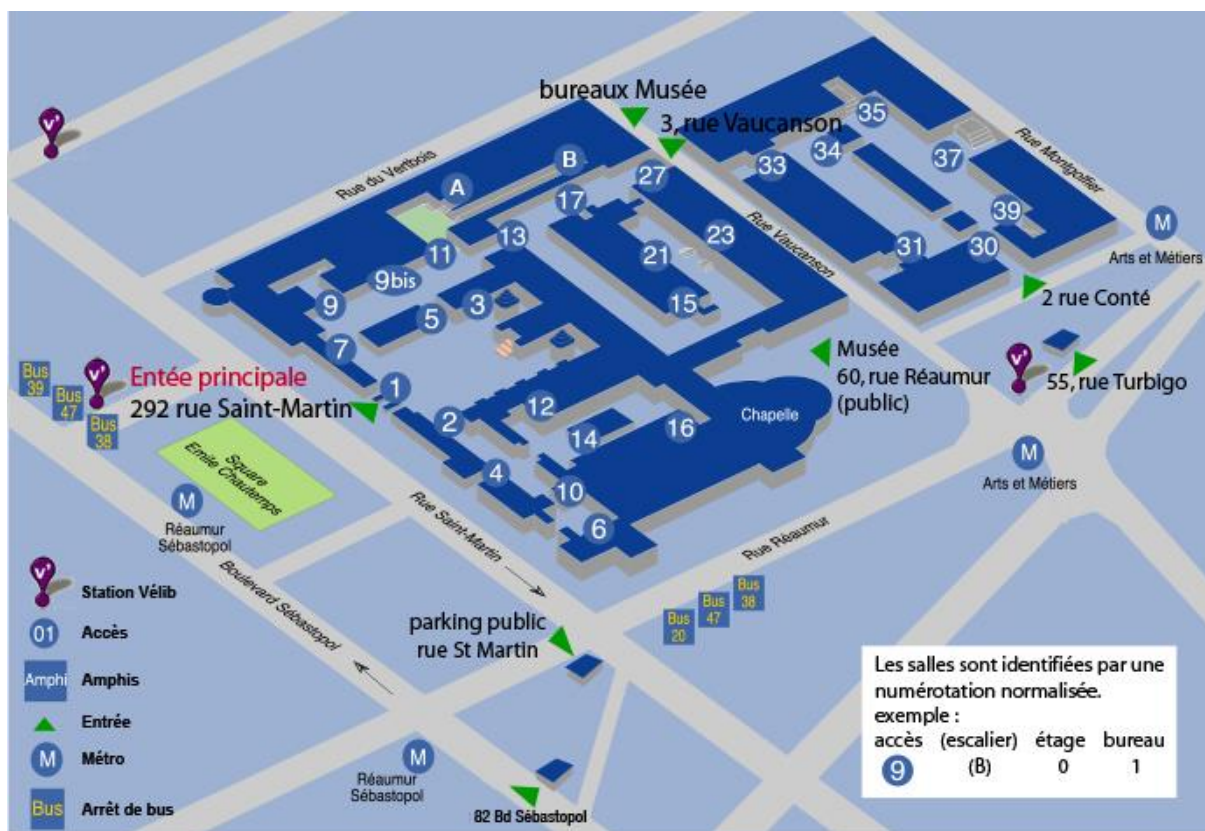 bureaux Musée
3, rue Vaucanson
35
Rue Montgolfier
34
37
33
B
27
Rue du Vertbois
A
17
39
M
Arts et Métiers
13
23
Rue Vaucanson
11
21
31
30
9bis
2 rue Conté
9
3
15
5
7
Musée
60, rue Réaumur
(public)
55, rue Turbigo
Bus
39
Bus
47
Bus
38
Entée principale
292 rue Saint-Martin
1
12
2
14
16
Chapelle
M
Arts et Métiers
Square
Emile Chautemps
4
10
6
M
Réaumur
Sébastopol
Rue Saint-Martin
Rue Réaumur
Boulevard Sébastopol
Bus
20
Bus
47
Bus
38
parking public
rue St Martin
M
Réaumur
Sébastopol
82 Bd Sébastopol
Station Vélib
01
Accès
Amphi
Amphis
Entrée
M
Métro
Bus
Arrêt de bus
Les salles sont identifiées par une
numérotation normalisée.
exemple :
accès (escalier) étage bureau
9 (B) 0 1